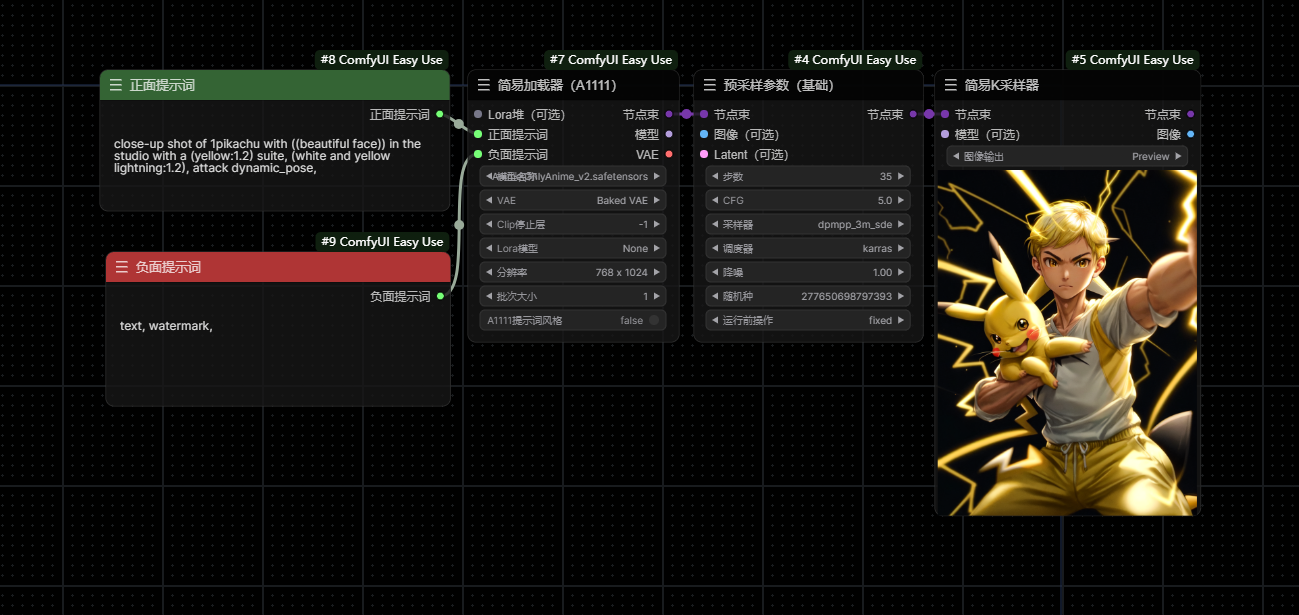 #8 ComfyUI Easy Use
正面提示词
正面提示词
close-up shot of 1pikachu with ((beautiful face)) in the
studio with a (yellow:1.2) suite, (white and yellow
lightning:1.2), attack dynamic_pose,
#9 ComfyUI Easy Use
负面提示词
负面提示词
text, watermark,
#7 ComfyUI Easy Use
简易加载器（A1111）
Lora堆（可选） 节点束
正面提示词 模型
负面提示词 VAE
模型名称 lyAnime_v2.safetensors
VAE Baked VAE
Clip停止层 -1
Lora模型 None
分辨率 768 x 1024
批次大小 1
A1111提示词风格 false
#4 ComfyUI Easy Use
预采样参数（基础）
节点束 节点束
图像（可选）
Latent（可选）
步数 35
CFG 5.0
采样器 dpmpp_3m_sde
调度器 karras
降噪 1.00
随机种 277650698797393
运行前操作 fixed
#5 ComfyUI Easy Use
简易K采样器
节点束 节点束
模型（可选） 图像
图像输出 Preview